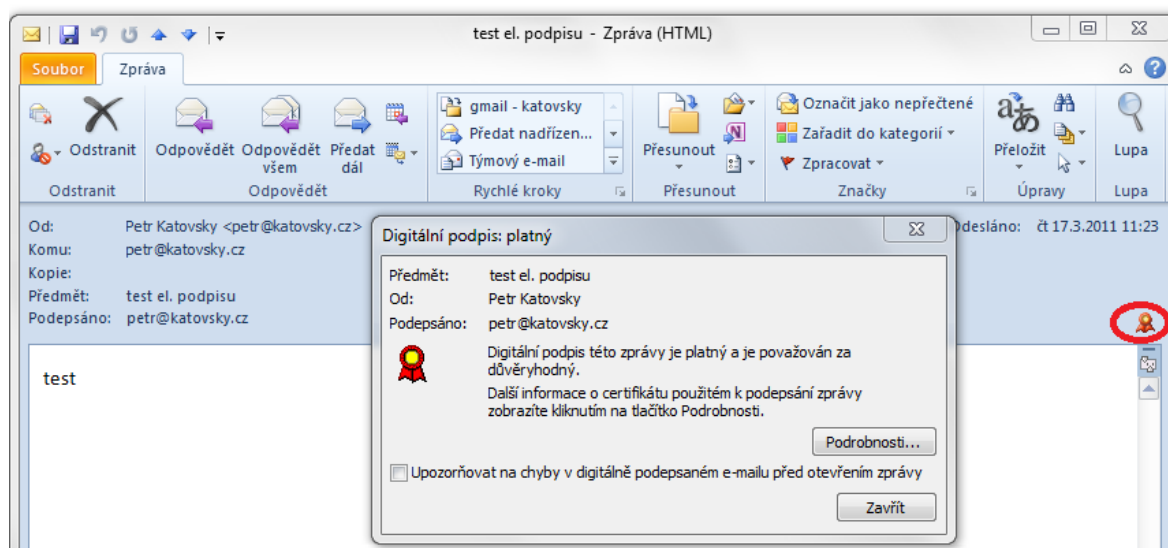 test el. podpisu - Zpráva (HTML)
Soubor Zpráva
Odstranit
Odpovědět Odpovědět všem Předat dál
gmail - katovsky
Předat nadřízen...
Týmový e-mail
Přesunout
Označit jako nepřečtené
Zařadit do kategorií
Zpracovat
Přeložit
Lupa
Odstranit Odpovědět Rychlé kroky Přesunout Značky Úpravy Lupa
Od: Petr Katovsky <petr@katovsky.cz>
Odesláno: čt 17.3.2011 11:23
Komu: petr@katovsky.cz
Kopie:
Předmět: test el. podpisu
Podepsáno: petr@katovsky.cz
test
Digitální podpis: platný
Předmět: test el. podpisu
Od: Petr Katovsky
Podepsáno: petr@katovsky.cz
Digitální podpis této zprávy je platný a je považován za
důvěryhodný.
Další informace o certifikátu použitém k podepsání zprávy
zobrazíte kliknutím na tlačítko Podrobnosti.
Podrobnosti...
Upozorňovat na chyby v digitálně podepsaném e-mailu před otevřením zprávy
Zavřít